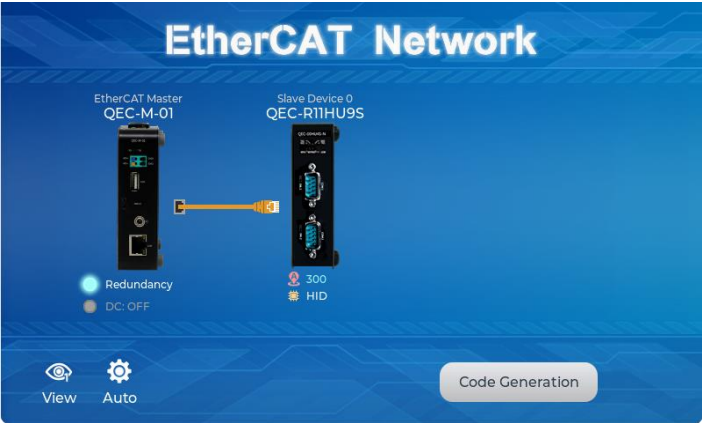 EtherCAT Network
EtherCAT Master
QEC-M-01
Slave Device 0
QEC-R11HU9S
Redundancy
DC: OFF
300
HID
View
Auto
Code Generation